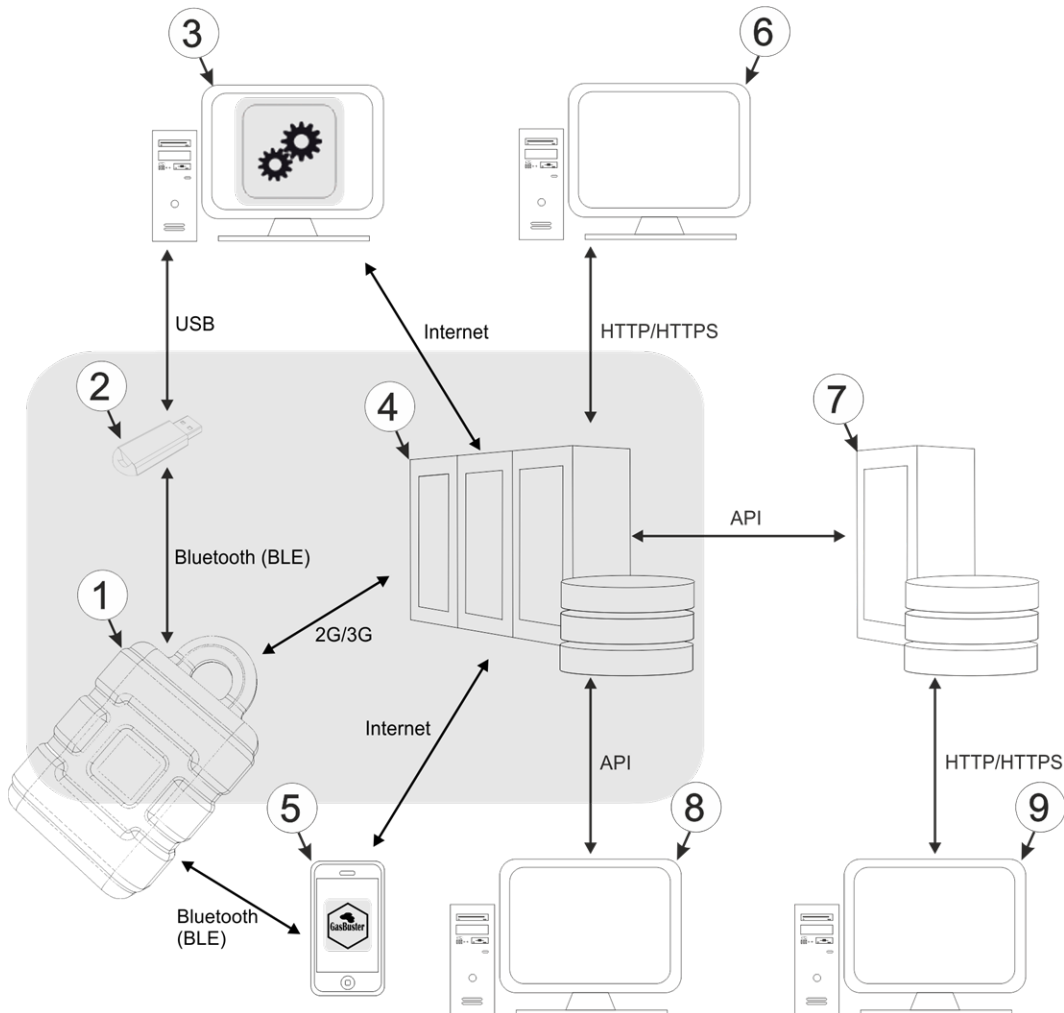 3
6
USB
Internet
HTTP/HTTPS
2
4
7
API
Bluetooth (BLE)
1
2G/3G
Internet
API
HTTP/HTTPS
5
8
9
GasBuster
Bluetooth
(BLE)